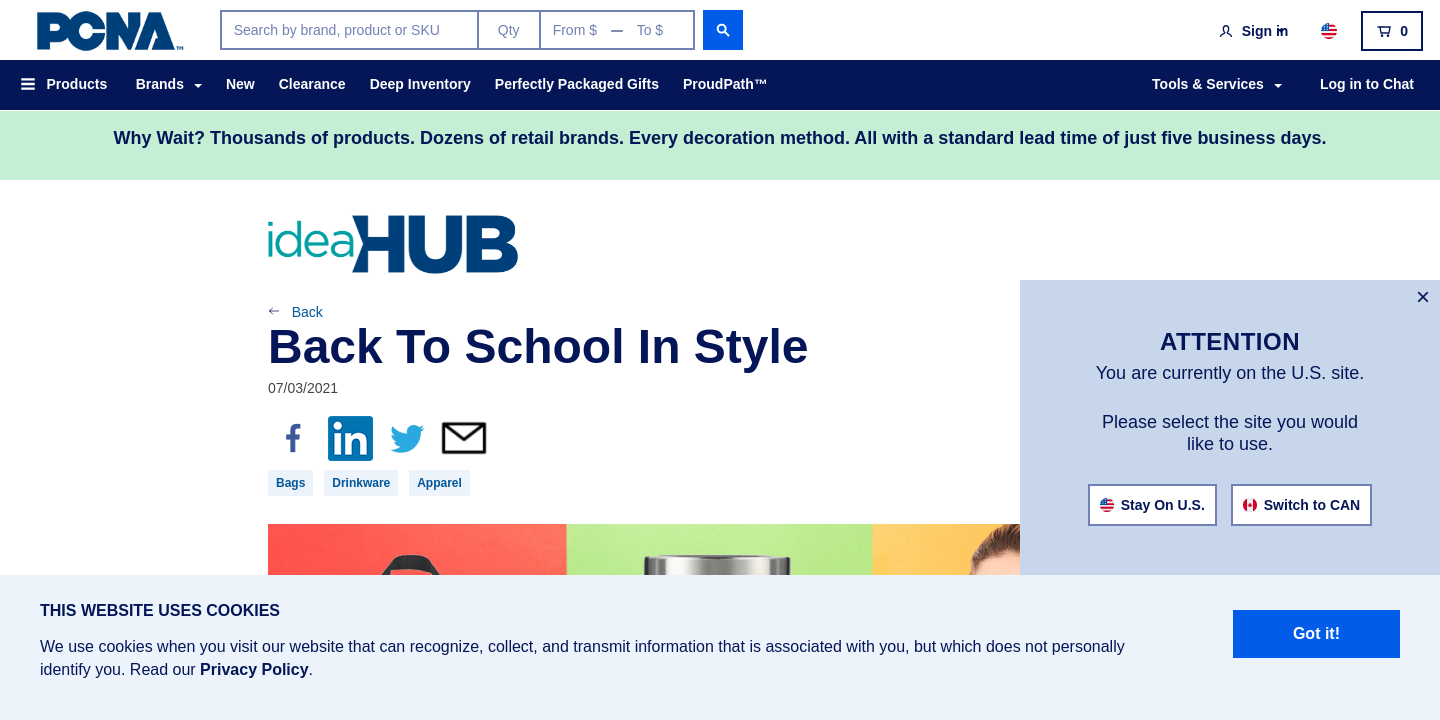 PCNA™
Search by brand, product or SKU
Qty
From $
To $
Sign in
0
Products
Brands
New
Clearance
Deep Inventory
Perfectly Packaged Gifts
ProudPath™
Tools & Services
Log in to Chat
Why Wait? Thousands of products. Dozens of retail brands. Every decoration method. All with a standard lead time of just five business days.
ideaHUB
Back
Back To School In Style
07/03/2021
Bags
Drinkware
Apparel
ATTENTION
You are currently on the U.S. site.
Please select the site you would
like to use.
Stay On U.S.
Switch to CAN
THIS WEBSITE USES COOKIES
We use cookies when you visit our website that can recognize, collect, and transmit information that is associated with you, but which does not personally
identify you. Read our Privacy Policy.
Got it!